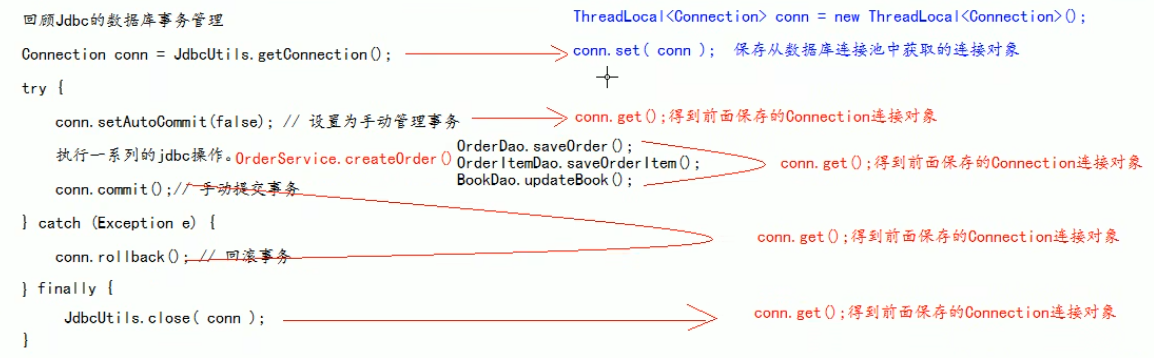 回顾Jdbc的数据库事务管理
ThreadLocal<Connection> conn = new ThreadLocal<Connection>();
Connection conn = JdbcUtils.getConnection();
conn.set( conn ); 保存从数据库连接池中获取的连接对象
try {
conn.setAutoCommit(false); // 设置为手动管理事务
conn.get();得到前面保存的Connection连接对象
执行一系列的jdbc操作。OrderService.createOrder()
OrderDao.saveOrder();
OrderItemDao.saveOrderItem();
BookDao.updateBook();
conn.get();得到前面保存的Connection连接对象
conn.commit();// 手动提交事务
} catch (Exception e) {
conn.get();得到前面保存的Connection连接对象
conn.rollback(); // 回滚事务
} finally {
JdbcUtils.close( conn );
conn.get();得到前面保存的Connection连接对象
}